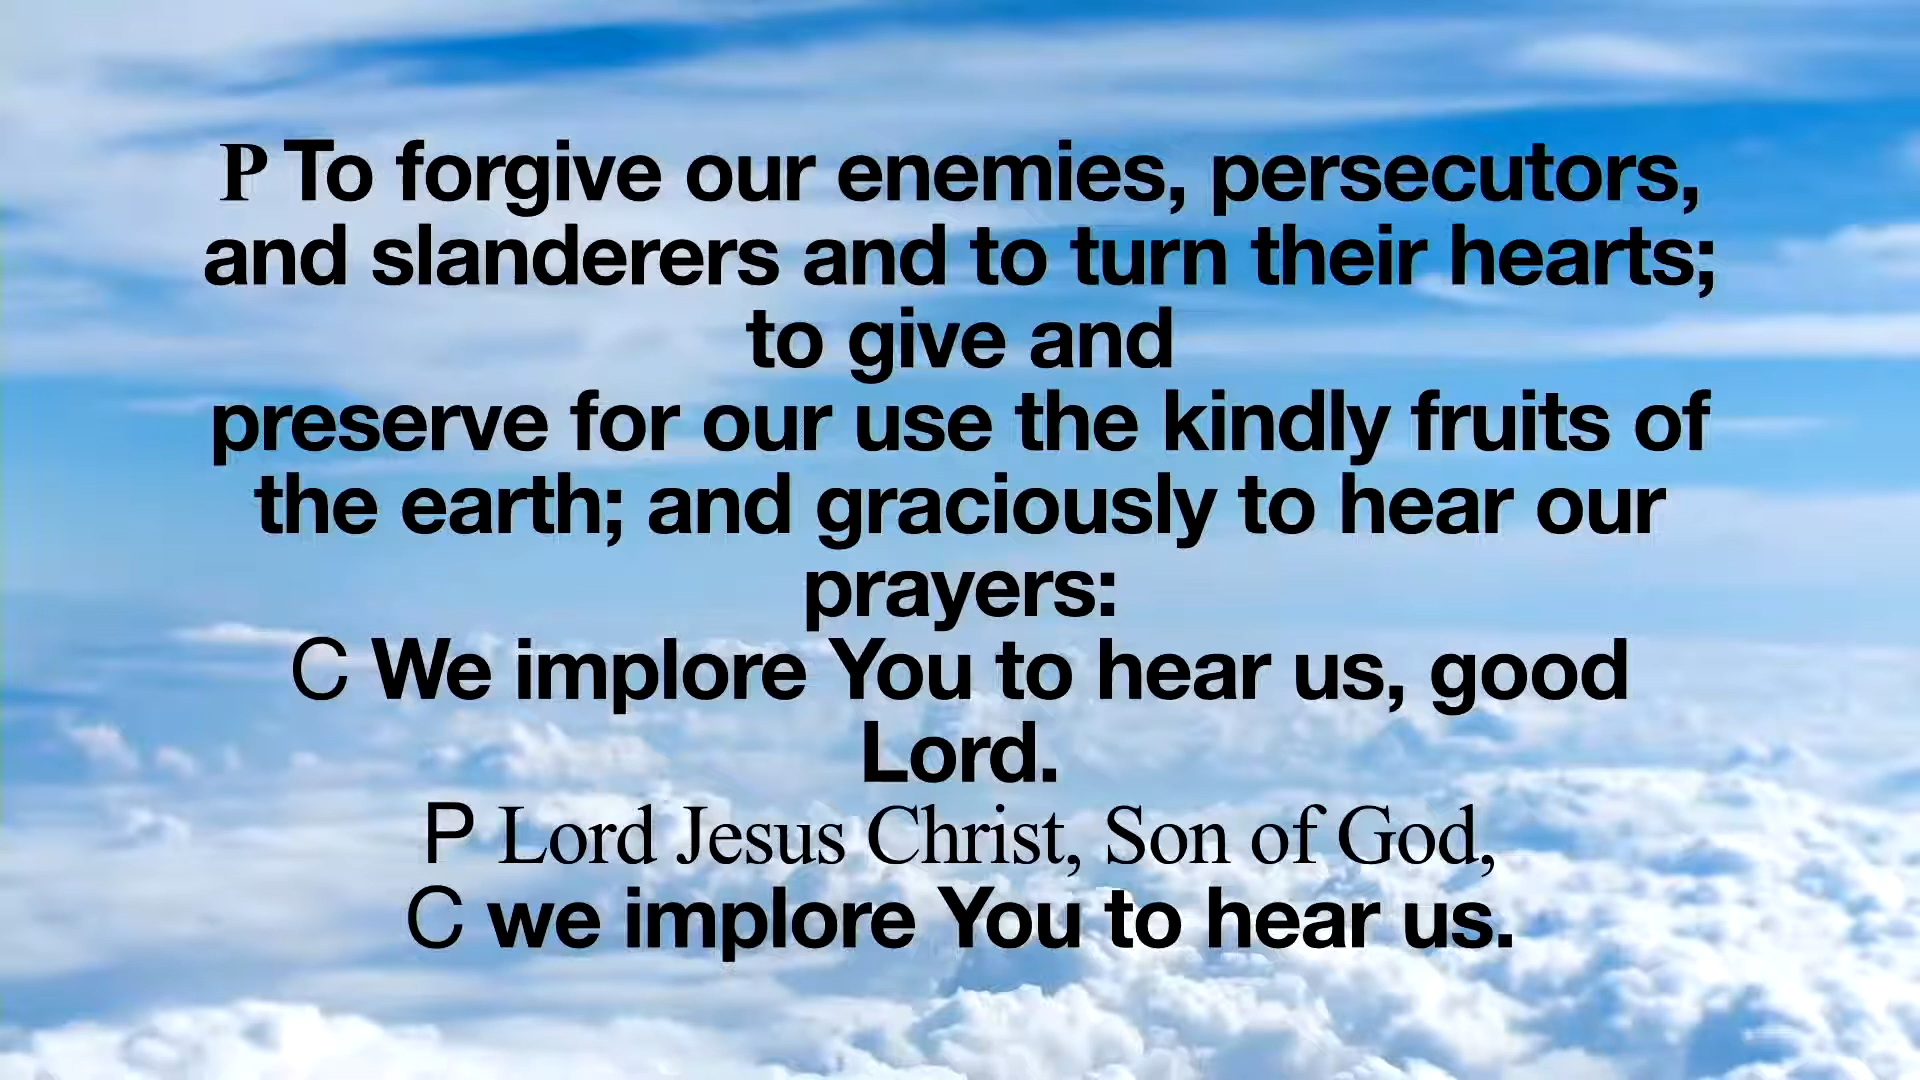 P To forgive our enemies, persecutors,
and slanderers and to turn their hearts;
to give and
preserve for our use the kindly fruits of
the earth; and graciously to hear our
prayers:
C We implore You to hear us, good
Lord.
P Lord Jesus Christ, Son of God,
C we implore You to hear us.